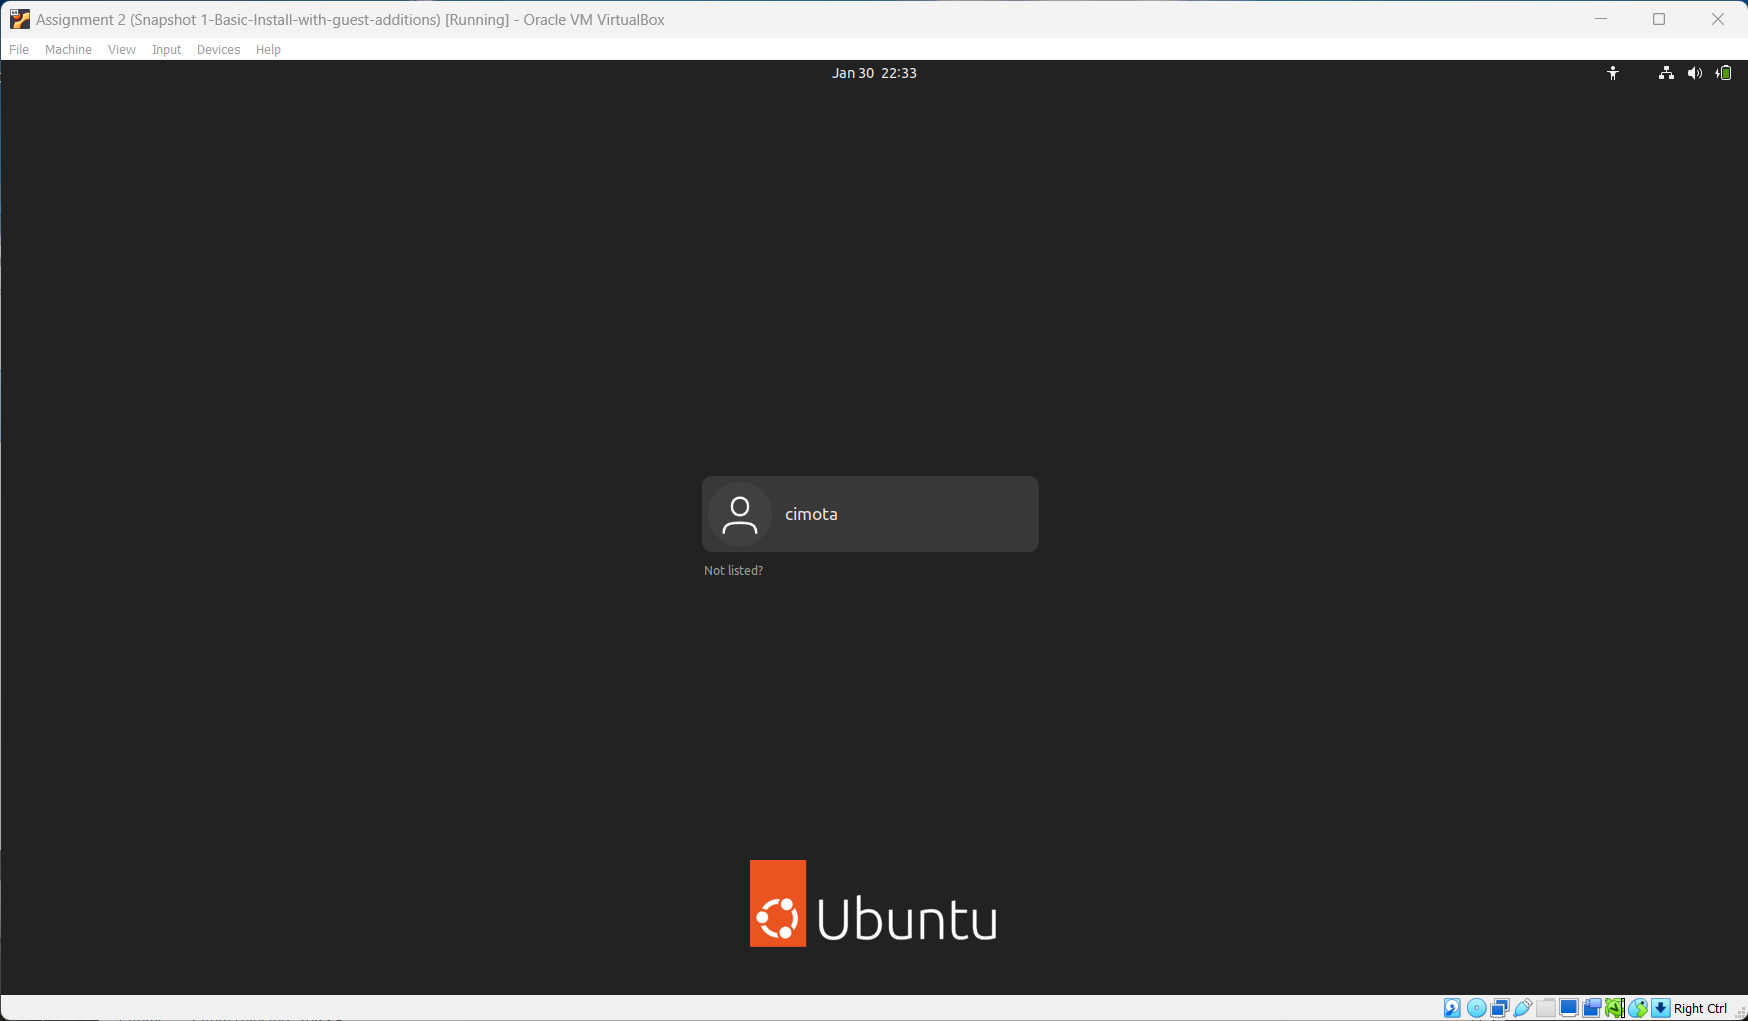 Assignment 2 (Snapshot 1-Basic-Install-with-guest-additions) [Running] - Oracle VM VirtualBox
File Machine View Input Devices Help
Jan 30 22:33
cimota
Not listed?
Ubuntu
Right Ctrl